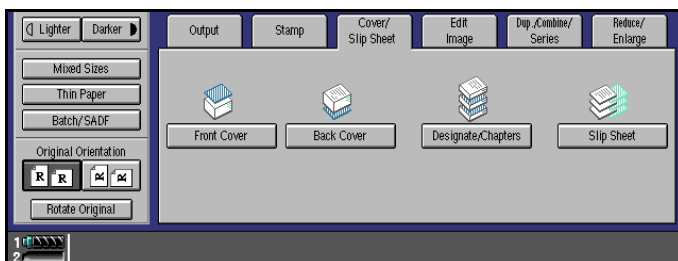 Lighter
Darker
Mixed Sizes
Thin Paper
Batch/SADF
Original Orientation
R R R R
Rotate Original
Output
Stamp
Cover/
Slip Sheet
Edit
Image
Dup./Combine/
Series
Reduce/
Enlarge
Front Cover
Back Cover
Designate/Chapters
Slip Sheet
1
2